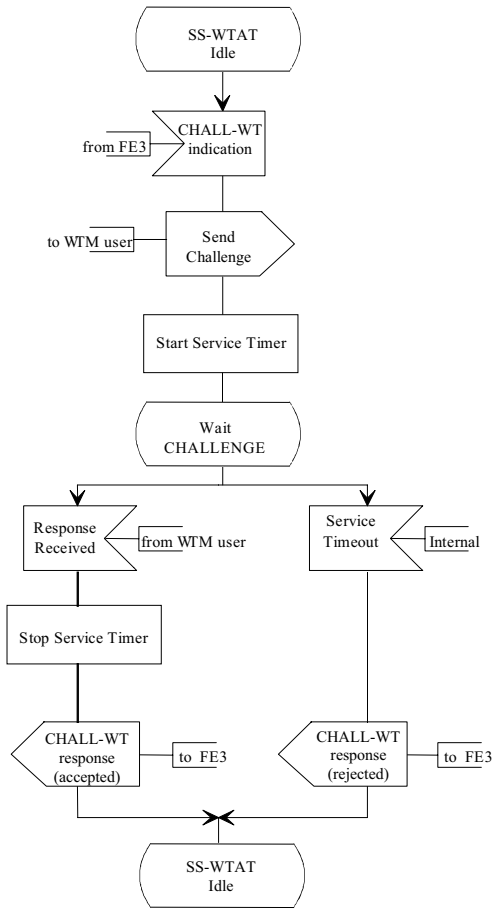 SS-WTAT
Idle
CHALL-WT
indication
from FE3
Send
Challenge
to WTM user
Start Service Timer
Wait
CHALLENGE
Response
Received
from WTM user
Service
Timeout
Internal
Stop Service Timer
CHALL-WT
response
(accepted)
to FE3
CHALL-WT
response
(rejected)
to FE3
SS-WTAT
Idle